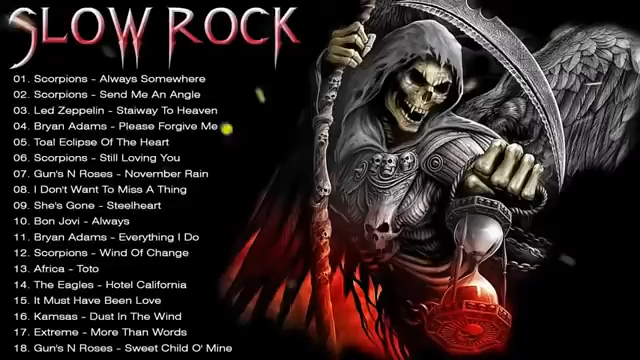 SLOW ROCK
01. Scorpions - Always Somewhere
02. Scorpions - Send Me An Angle
03. Led Zeppelin - Staiway To Heaven
04. Bryan Adams - Please Forgive Me
05. Toal Eclipse Of The Heart
06. Scorpions - Still Loving You
07. Gun's N Roses - November Rain
08. I Don't Want To Miss A Thing
09. She's Gone - Steelheart
10. Bon Jovi - Always
11. Bryan Adams - Everything I Do
12. Scorpions - Wind Of Change
13. Africa - Toto
14. The Eagles - Hotel California
15. It Must Have Been Love
16. Kamsas - Dust In The Wind
17. Extreme - More Than Words
18. Gun's N Roses - Sweet Child O' Mine